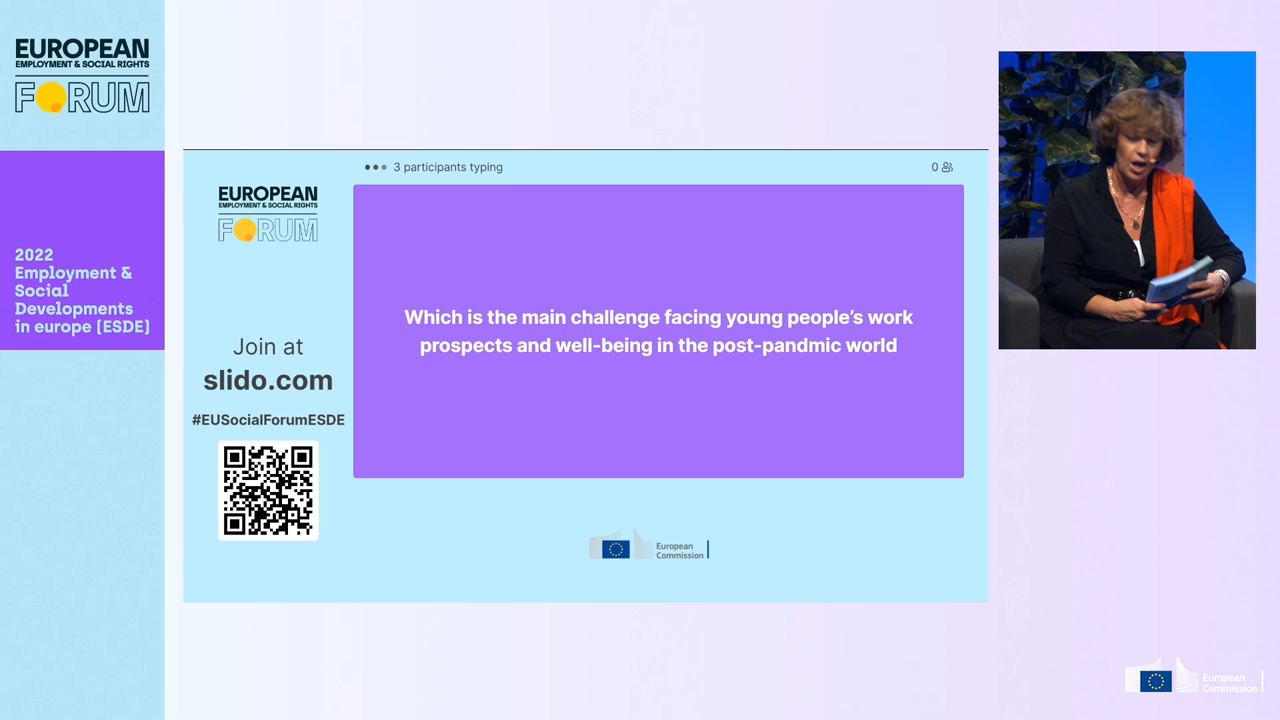 EUROPEAN
EMPLOYMENT & SOCIAL RIGHTS
FORUM
2022
Employment &
Social
Developments
in europe [ESDE]
3 participants typing
0
EUROPEAN
EMPLOYMENT & SOCIAL RIGHTS
FORUM
Join at
slido.com
#EUSocialForumESDE
Which is the main challenge facing young people’s work
prospects and well-being in the post-pandmic world
European
Commission
European
Commission